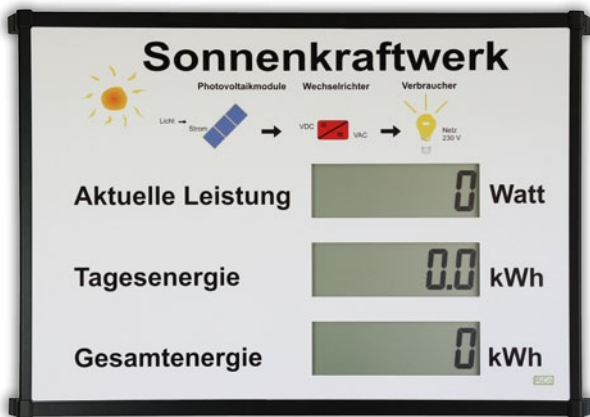 Sonnenkraftwerk
Photovoltaikmodule Wechselrichter Verbraucher
Licht → Strom → VDC VAC → Netz
230 V
Aktuelle Leistung 0 Watt
Tagesenergie 0.0 kWh
Gesamtenergie 0 kWh